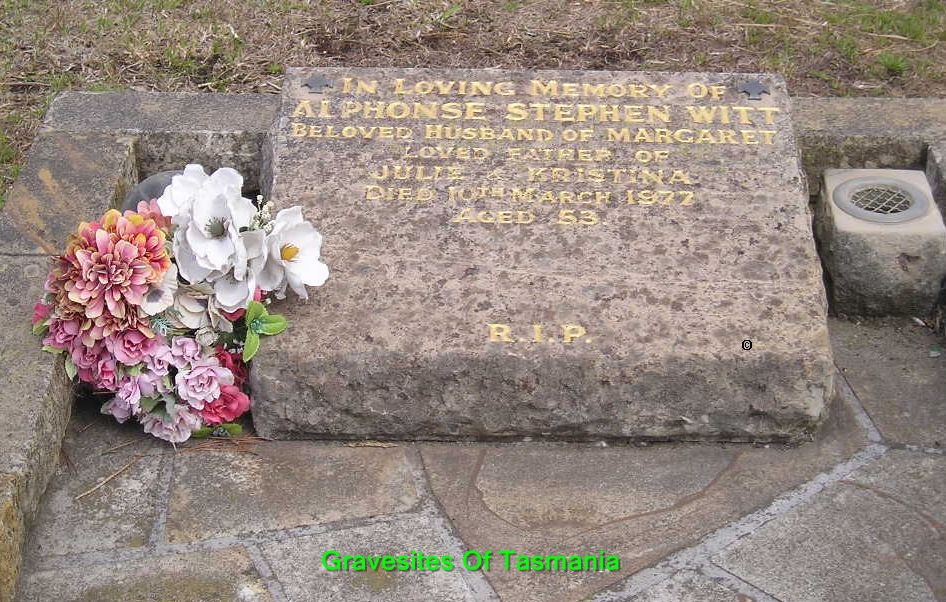 In Loving Memory Of
ALPHONSE STEPHEN WITT
Beloved Husband of Margaret
Loved Father of
Julie & Kristina
Died 10th March 1977
Aged 53.
R.I.P.
©
Gravesites Of Tasmania